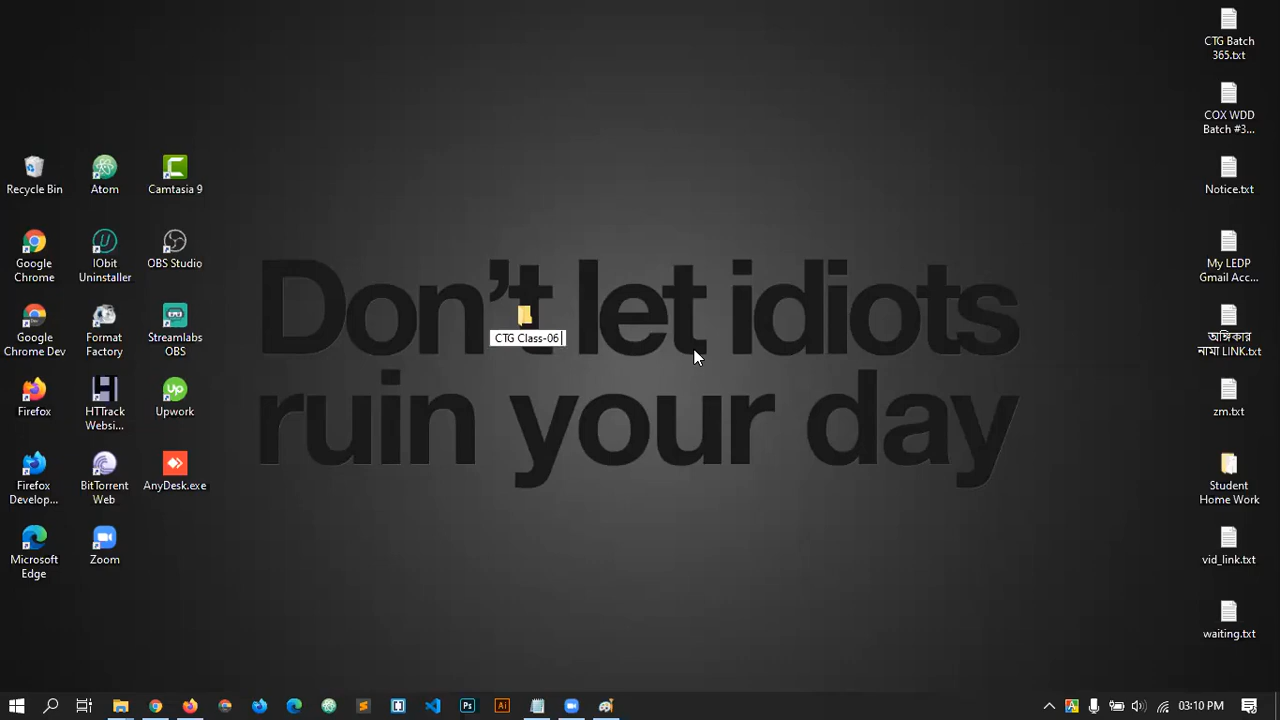 CTG Batch
365.txt
COX WDD
Batch #3...
Recycle Bin
Atom
Camtasia 9
Notice.txt
Google
Chrome
IObit
Uninstaller
OBS Studio
My LEDP
Gmail Acc...
Don't let idiots
ruin your day
CTG Class-06
Google
Chrome Dev
Format
Factory
Streamlabs
OBS
অঙ্গিকার
নামা LINK.txt
Firefox
HTTrack
Websi...
Upwork
zm.txt
Firefox
Develop...
BitTorrent
Web
AnyDesk.exe
Student
Home Work
Microsoft
Edge
Zoom
vid_link.txt
waiting.txt
Ps
Ai
03:10 PM